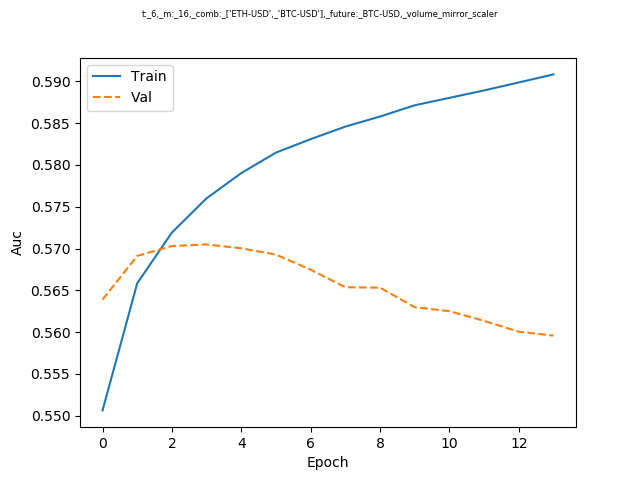 t:_6,_m:_16,_comb:_['ETH-USD',_'BTC-USD'],_future:_BTC-USD,_volume_mirror_scaler
Train
Val
0.590
0.585
0.580
0.575
0.570
0.565
0.560
0.555
0.550
Auc
0 2 4 6 8 10 12
Epoch